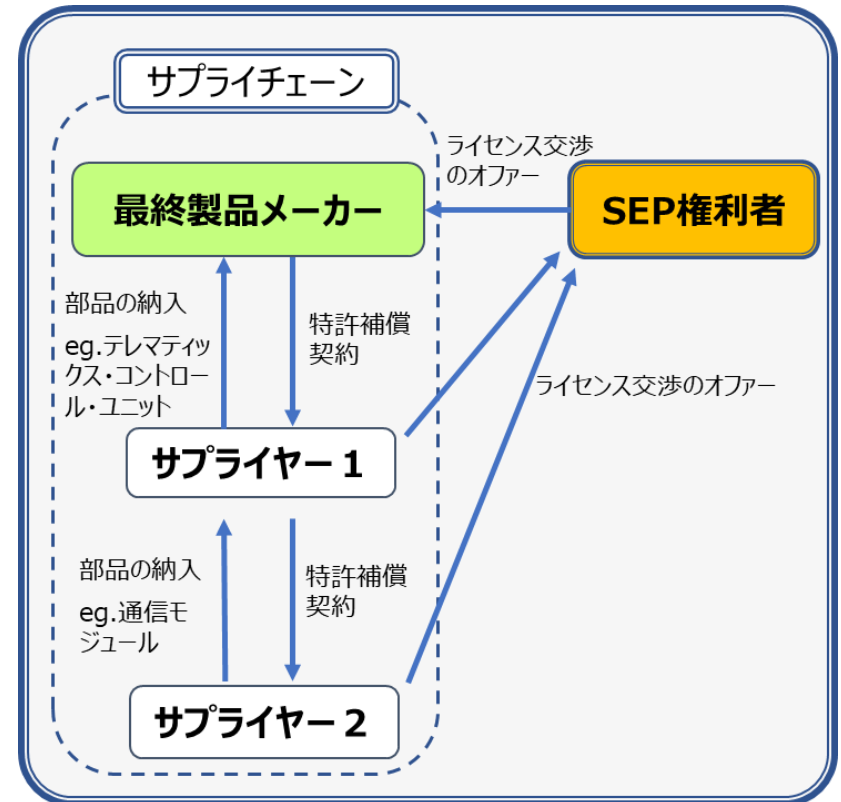 サプライチェーン
ライセンス交渉
のオファー
最終製品メーカー
SEP権利者
部品の納入
eg.テレマティッ
クス・コントロー
ル・ユニット
特許補償
契約
ライセンス交渉のオファー
サプライヤー1
部品の納入
eg.通信モ
ジュール
特許補償
契約
サプライヤー2